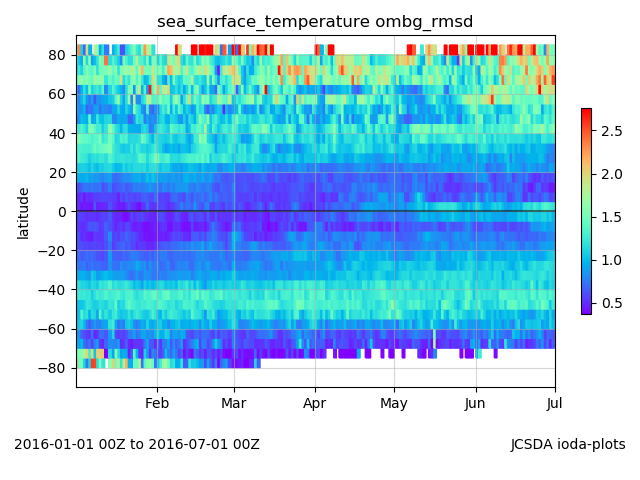 sea_surface_temperature ombg_rmsd
80
60
40
20
0
−20
−40
−60
−80
latitude
Feb Mar Apr May Jun Jul
2.5
2.0
1.5
1.0
0.5
2016-01-01 00Z to 2016-07-01 00Z
JCSDA ioda-plots